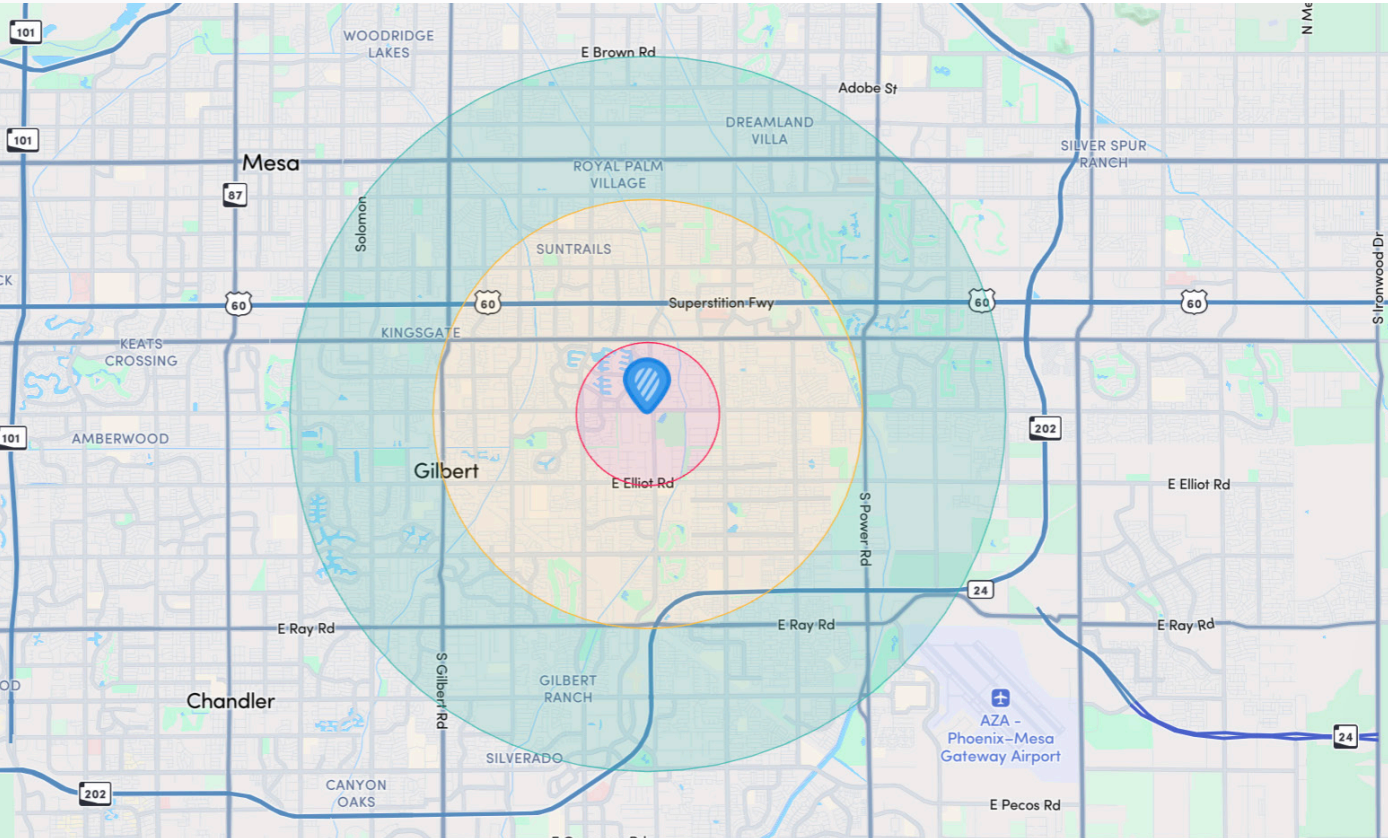 101
WOODRIDGE
LAKES
E Brown Rd
N Me
Adobe St
DREAMLAND
VILLA
101
Mesa
SILVER SPUR
RANCH
ROYAL PALM
VILLAGE
87
Solomon
SUNTRAILS
S Ironwood Dr
CK
60
60
Superstition Fwy
60
60
KINGSGATE
KEATS
CROSSING
101
AMBERWOOD
202
Gilbert
E Elliot Rd
E Elliot Rd
S Power Rd
24
E Ray Rd
E Ray Rd
E Ray Rd
OD
S Gilbert Rd
GILBERT
RANCH
Chandler
AZA -
Phoenix–Mesa
Gateway Airport
24
SILVERADO
202
CANYON
OAKS
E Pecos Rd